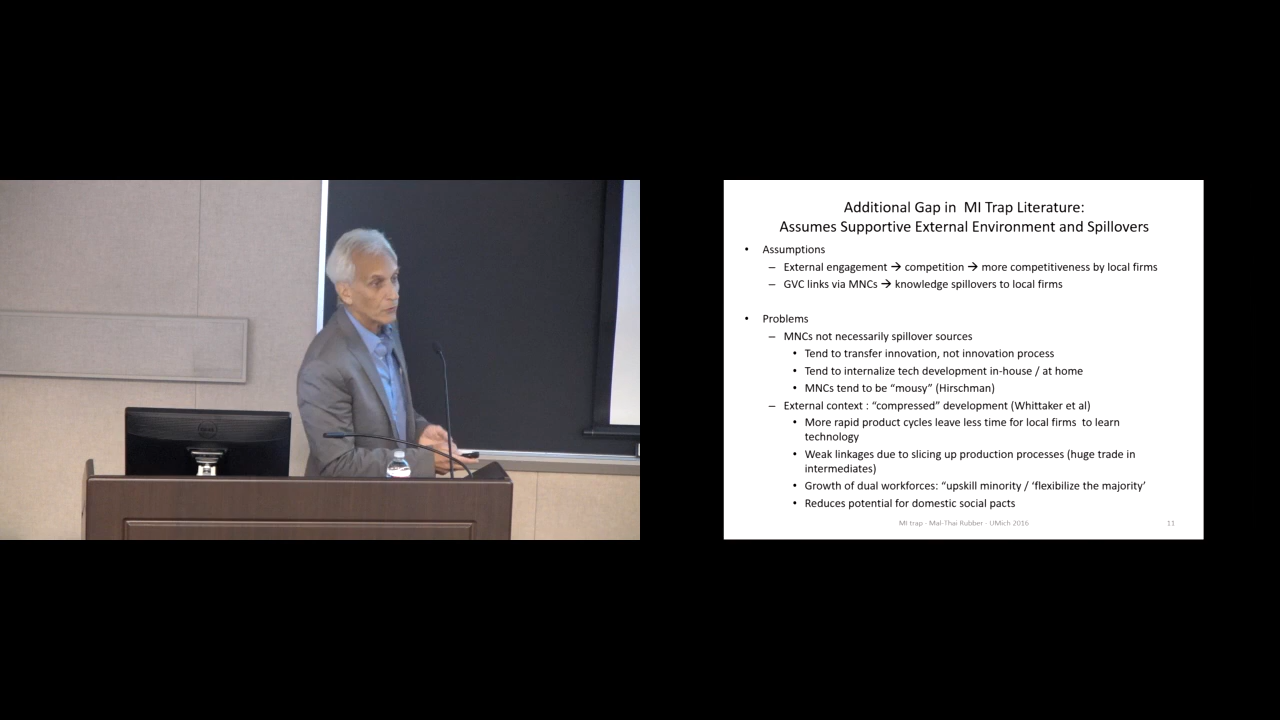 Additional Gap in  MI Trap Literature:
Assumes Supportive External Environment and Spillovers
• Assumptions
– External engagement → competition → more competitiveness by local firms
– GVC links via MNCs → knowledge spillovers to local firms
• Problems
– MNCs not necessarily spillover sources
• Tend to transfer innovation, not innovation process
• Tend to internalize tech development in-house / at home
• MNCs tend to be “mousy” (Hirschman)
– External context : “compressed” development (Whittaker et al)
• More rapid product cycles leave less time for local firms  to learn
technology
• Weak linkages due to slicing up production processes (huge trade in
intermediates)
• Growth of dual workforces: “upskill minority / ‘flexibilize the majority’
• Reduces potential for domestic social pacts
MI trap - Mal-Thai Rubber - UMich 2016
11